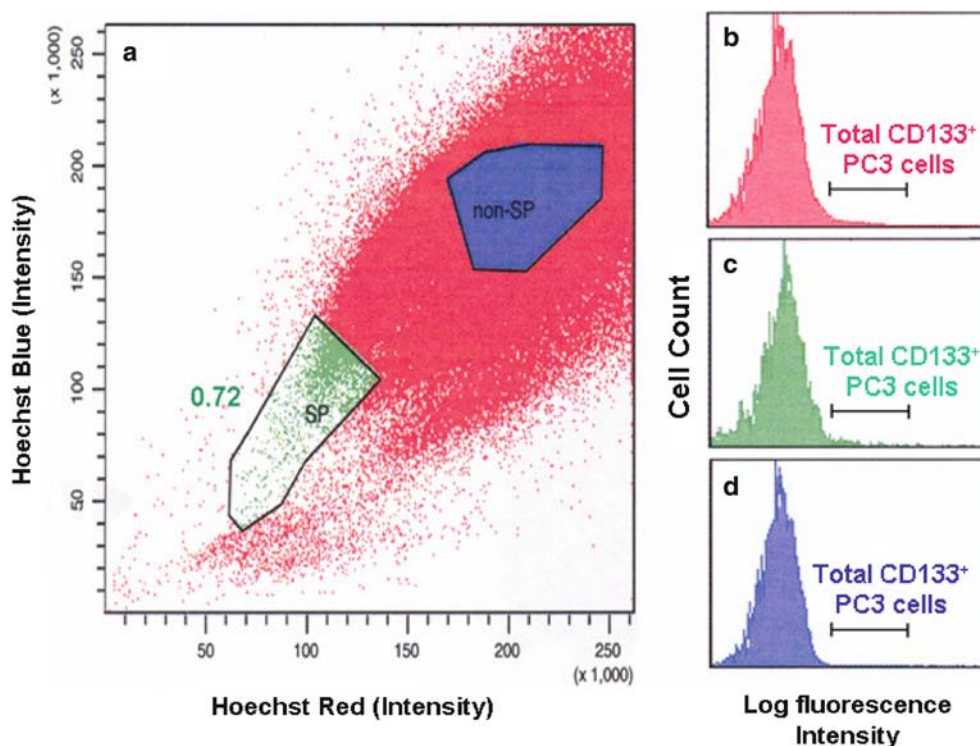 a
(x 1,000)
250
200
150
100
50
Hoechst Blue (Intensity)
non-SP
0.72
SP
50
100
150
200
250
(x 1,000)
Hoechst Red (Intensity)
b
Total CD133⁺
PC3 cells
c
Total CD133⁺
PC3 cells
d
Total CD133⁺
PC3 cells
Cell Count
Log fluorescence
Intensity